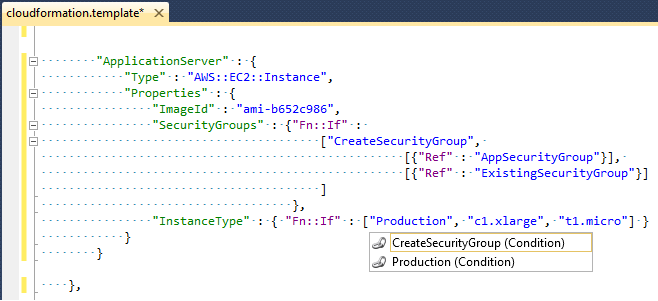 cloudformation.template*
"ApplicationServer" : {
"Type" : "AWS::EC2::Instance",
"Properties" : {
"ImageId" : "ami-b652c986",
"SecurityGroups" : {"Fn::If" :
["CreateSecurityGroup",
[{"Ref" : "AppSecurityGroup"}],
[{"Ref" : "ExistingSecurityGroup"}]
]
},
"InstanceType" : { "Fn::If" : ["Production", "c1.xlarge", "t1.micro"] }
}
}
CreateSecurityGroup (Condition)
Production (Condition)
},